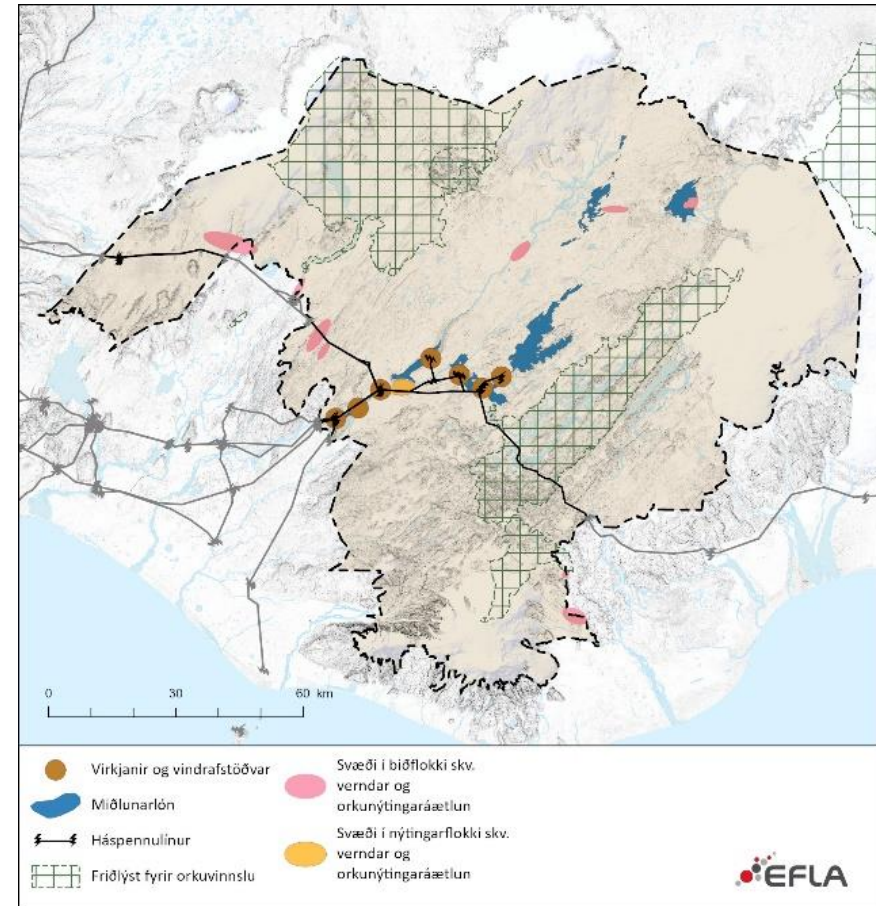 0 30 60 km
Virkjanir og vindrafstöðvar
Miðlunarlón
Háspennulínur
Friðlýst fyrir orkuvinnslu
Svæði í biðflokki skv.
verndar og
orkunýtingaráætlun
Svæði í nýtingarflokki skv.
verndar og
orkunýtingaráætlun
EFLA